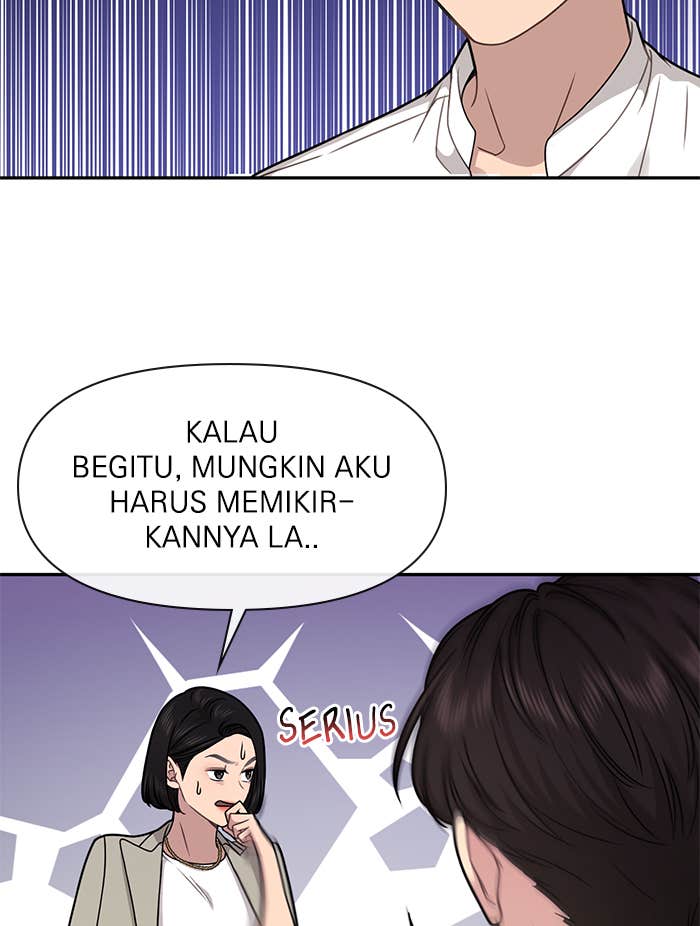 KALAU
BEGITU, MUNGKIN AKU
HARUS MEMIKIR-
KANNYA LA..
SERIUS